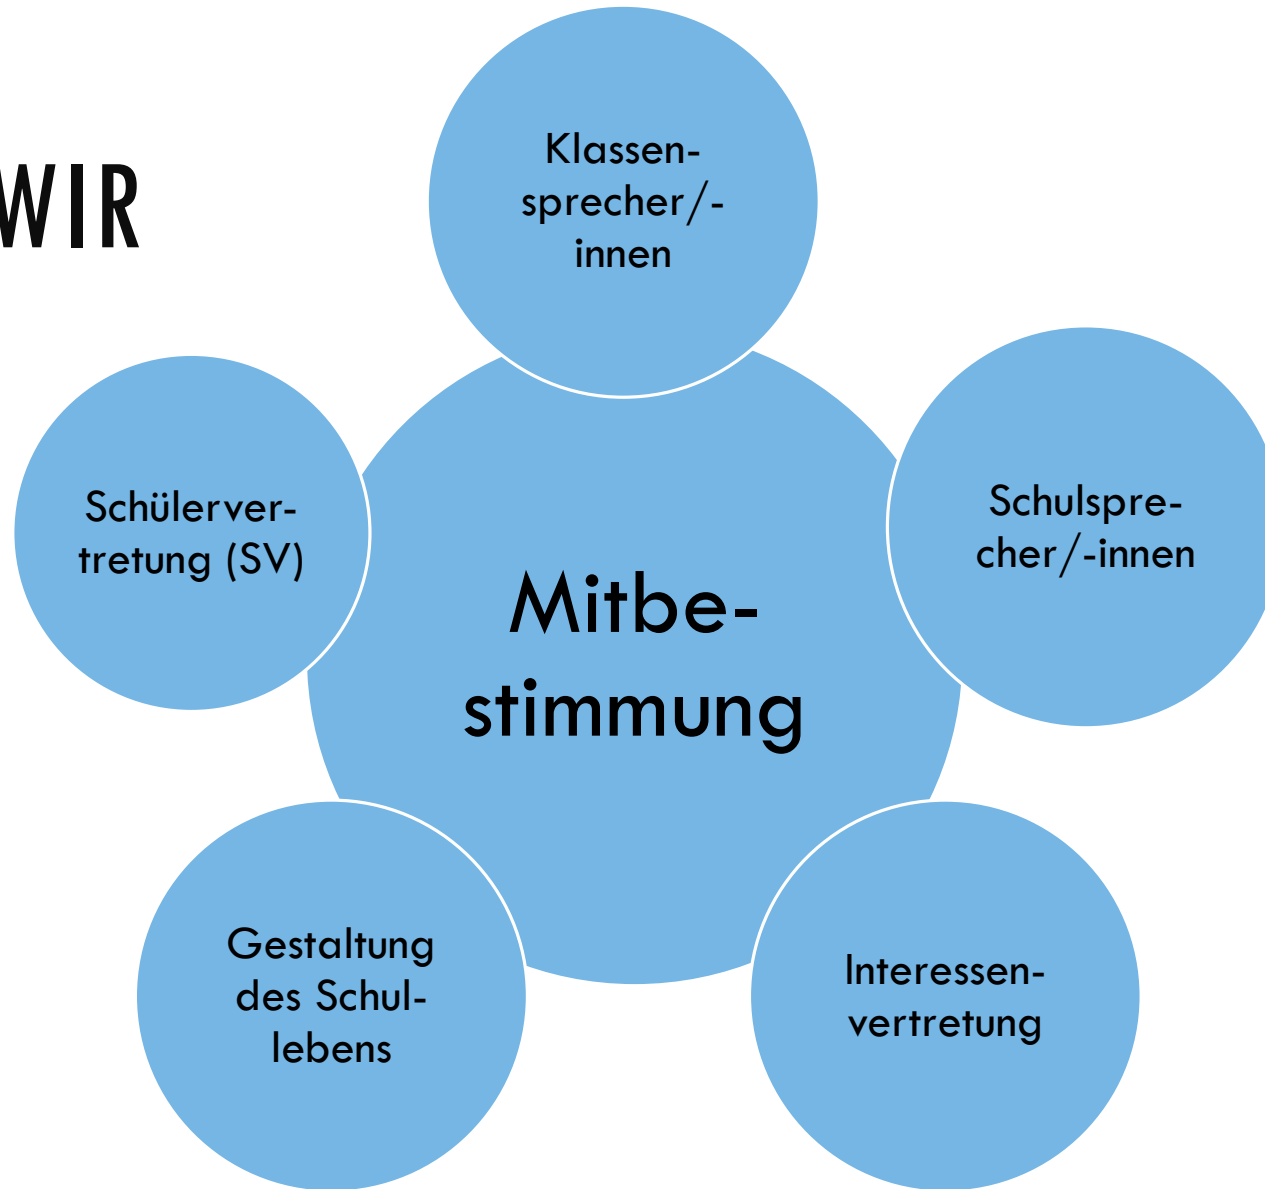 WIR
Klassen-
sprecher/-
innen
Schülerver-
tretung (SV)
Schulspre-
cher/-innen
Mitbe-
stimmung
Gestaltung
des Schul-
lebens
Interessen-
vertretung